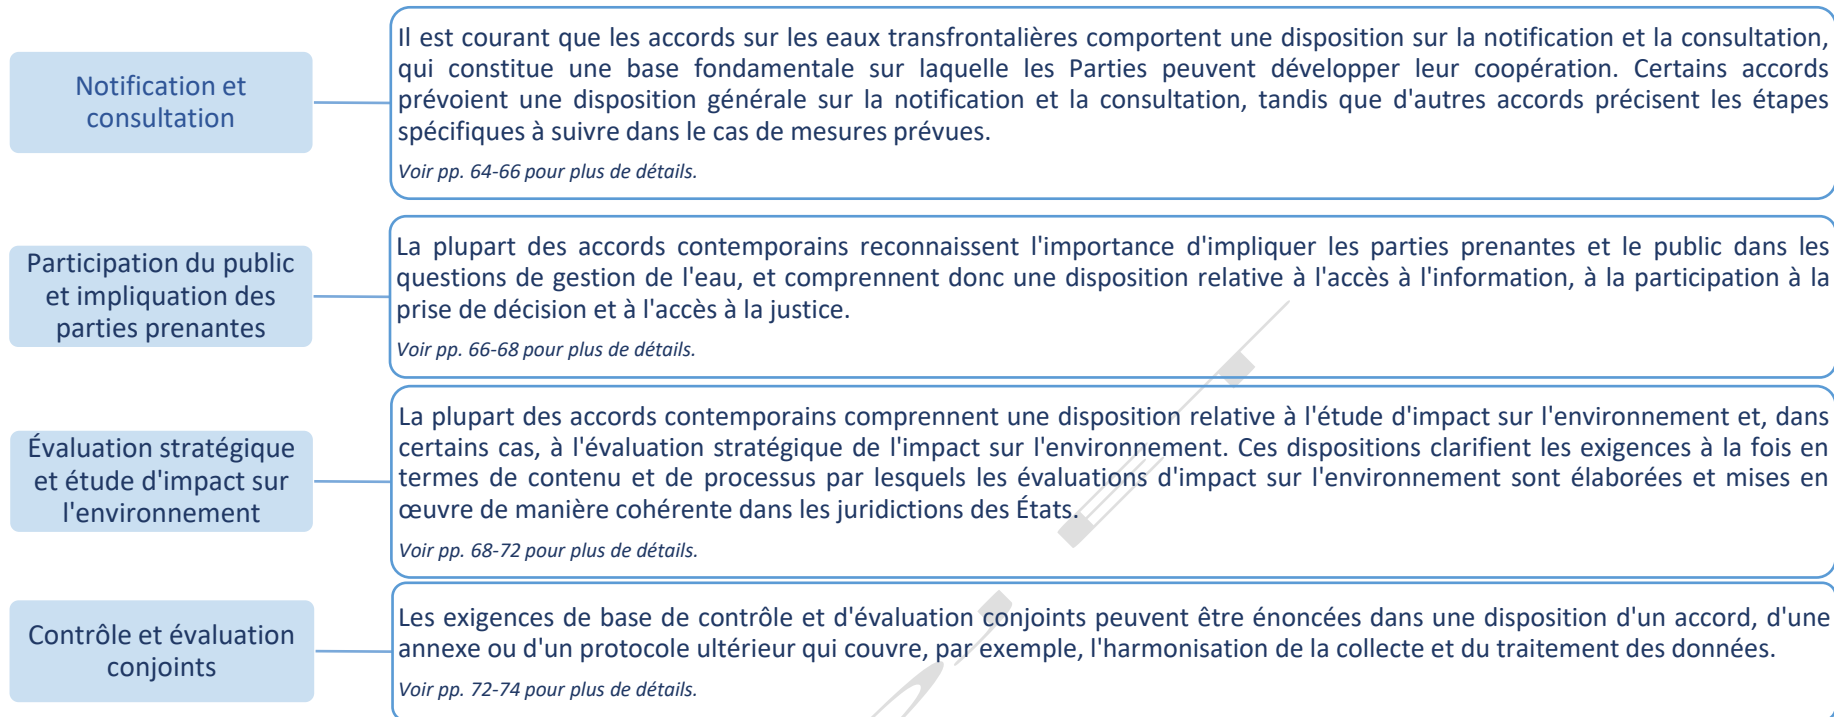 Notification et
consultation
Il est courant que les accords sur les eaux transfrontalières comportent une disposition sur la notification et la consultation,
qui constitue une base fondamentale sur laquelle les Parties peuvent développer leur coopération. Certains accords
prévoient une disposition générale sur la notification et la consultation, tandis que d'autres accords précisent les étapes
spécifiques à suivre dans le cas de mesures prévues.
Voir pp. 64-66 pour plus de détails.
Participation du public
et impliquation des
parties prenantes
La plupart des accords contemporains reconnaissent l'importance d'impliquer les parties prenantes et le public dans les
questions de gestion de l'eau, et comprennent donc une disposition relative à l'accès à l'information, à la participation à la
prise de décision et à l'accès à la justice.
Voir pp. 66-68 pour plus de détails.
Évaluation stratégique
et étude d'impact sur
l'environnement
La plupart des accords contemporains comprennent une disposition relative à l'étude d'impact sur l'environnement et, dans
certains cas, à l'évaluation stratégique de l'impact sur l'environnement. Ces dispositions clarifient les exigences à la fois en
termes de contenu et de processus par lesquels les évaluations d'impact sur l'environnement sont élaborées et mises en
œuvre de manière cohérente dans les juridictions des États.
Voir pp. 68-72 pour plus de détails.
Contrôle et évaluation
conjoints
Les exigences de base de contrôle et d'évaluation conjoints peuvent être énoncées dans une disposition d'un accord, d'une
annexe ou d'un protocole ultérieur qui couvre, par exemple, l'harmonisation de la collecte et du traitement des données.
Voir pp. 72-74 pour plus de détails.